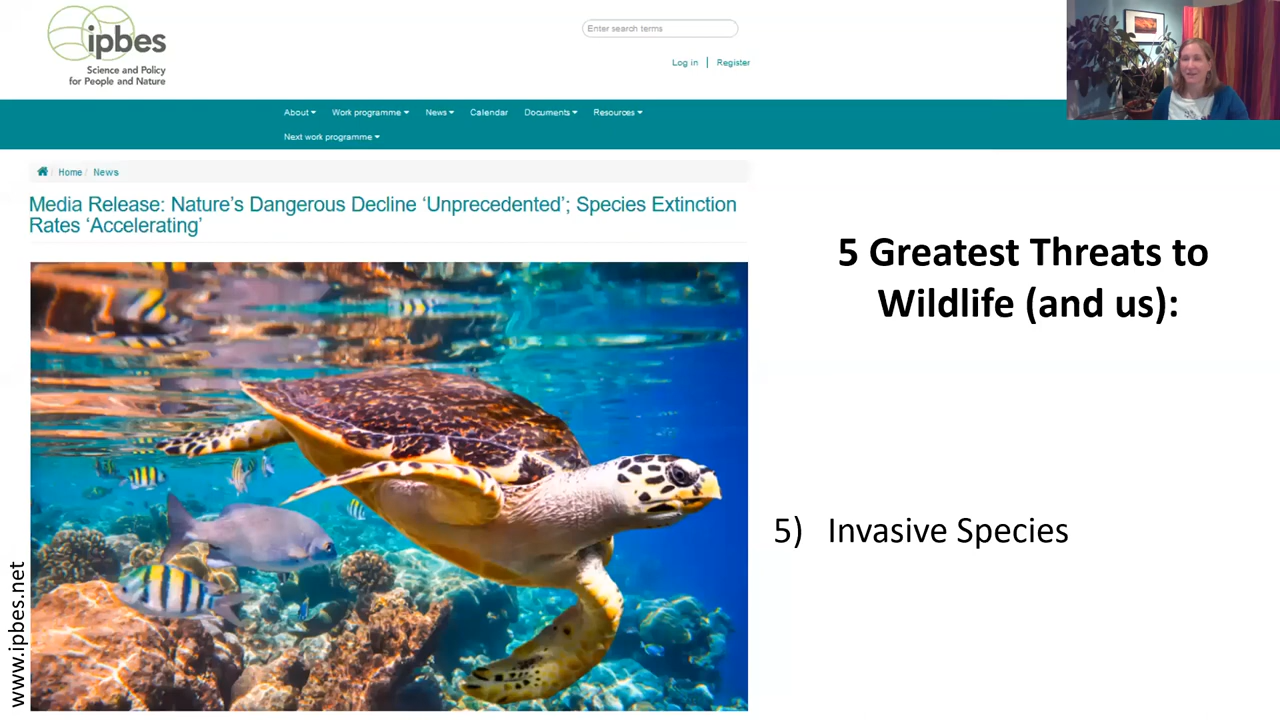 ipbes
Science and Policy
for People and Nature
Enter search terms
Log in | Register
About Work programme News Calendar Documents Resources
Next work programme
/ Home / News
Media Release: Nature's Dangerous Decline ‘Unprecedented’; Species Extinction
Rates ‘Accelerating’
5 Greatest Threats to
Wildlife (and us):
5) Invasive Species
www.ipbes.net